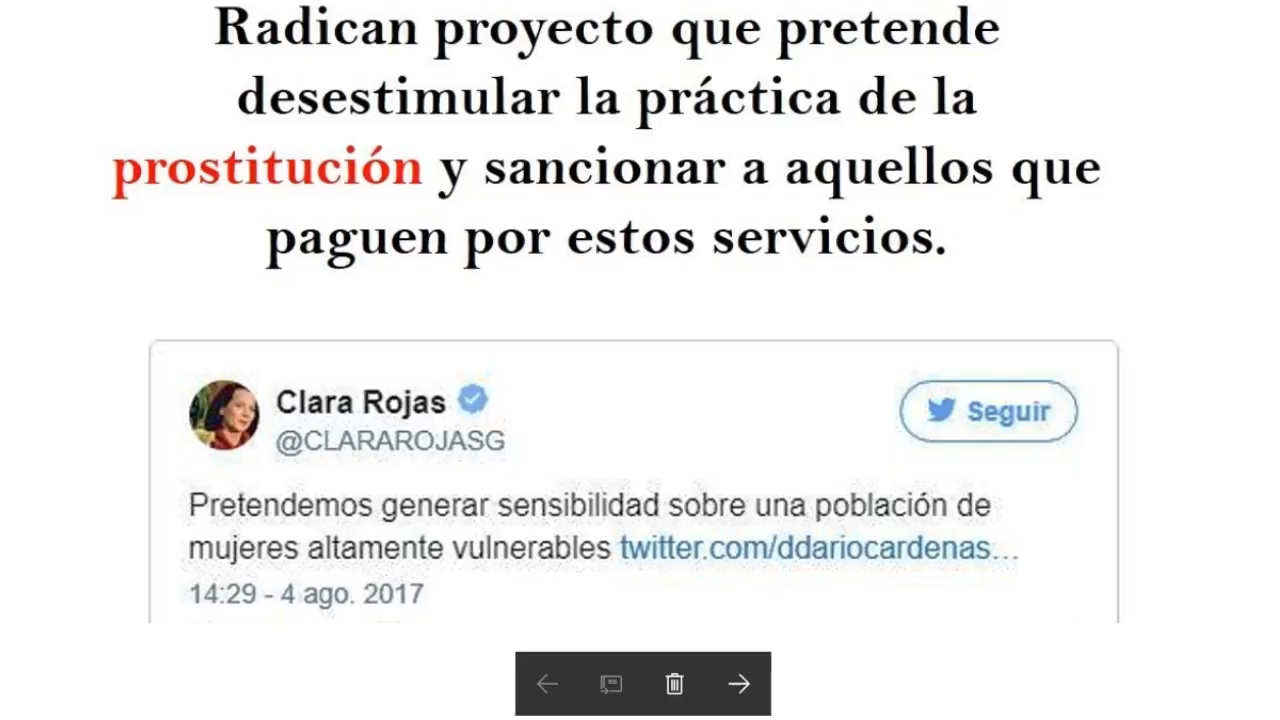 Radican proyecto que pretende
desestimular la práctica de la
prostitución y sancionar a aquellos que
paguen por estos servicios.
Clara Rojas
Seguir
@CLARAROJASG
Pretendemos generar sensibilidad sobre una población de
mujeres altamente vulnerables twitter.com/ddariocardenas...
14:29 - 4 ago. 2017